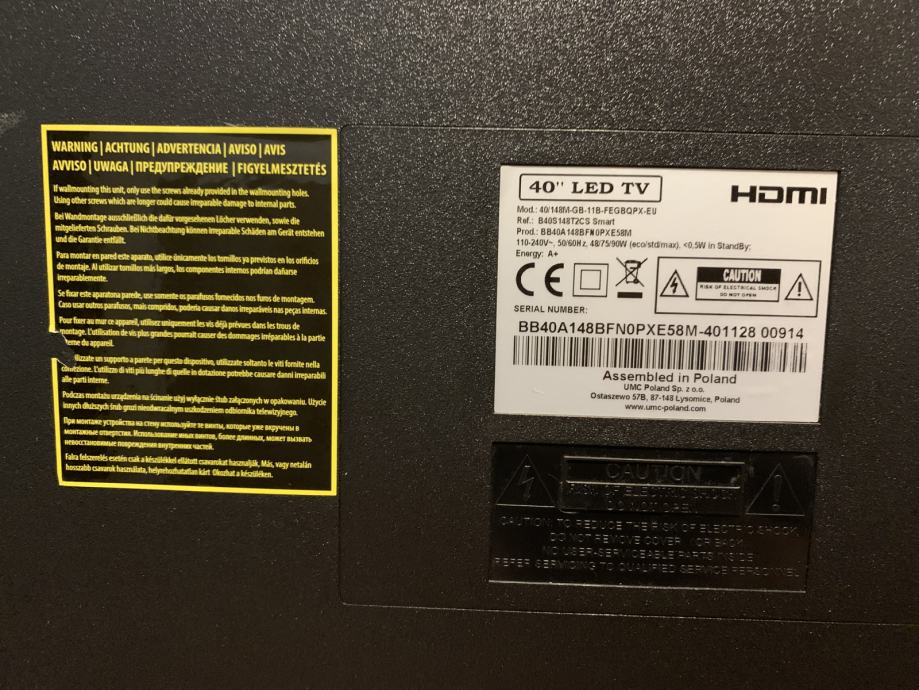 WARNING | ACHTUNG | ADVERTENCIA | AVISO | AVIS
AVVISO | UWAGA | ПРЕДУПРЕЖДЕНИЕ | FIGYELMESZTETÉS
If wallmounting this unit, only use the screws already provided in the wallmounting holes.
Using other screws which are longer could cause imparable damage to internal parts.
Bei Wandmontage ausschließlich die dafür vorgesehenen Löcher verwenden, sowie die
mitgelieferten Schrauben. Bei Nichtbeachtung können irreparable Schäden am Gerät entstehen
und die Garantie entfällt.
Para montar en pared este aparato, utilize únicamente los tornillos ya previstos en los orificios
de montaje. Al utilizar tornillos más largos, los componentes internos podrían dañarse
irreparablemente.
Se fixar este aparatona parede, use somente os parafusos fornecidos nos furos de montagem.
Caso usar outros parafusos, mais compridos, poderia causar danos irreparáveis nas peças internas.
Pour fixer au mur ce appareil, utilisez uniquement les vis déjà prévues dans les trous de
montage. L'utilisation de vis plus grandes pourrait causer des dommages irréparables à la partie
interne du appareil.
utilizzate un supporto a parete per questo dispositivo, utilizzate soltanto le viti fornite nella
confezione. L'utilizzo di viti più lunghe di quelle in dotazione potrebbe causare danni irreparabili
alle parti interne.
Podczas montażu urządzenia na ścianie użyj wyłącznie śrub załączonych w opakowaniu. Użycie
innych dłuższych śrub grozi nieodwracalnym uszkodzeniem odbiornika telewizyjnego.
При монтаже устройства на стену используйте те винты, которые уже вкручены в
монтажные отверстия. Использование иных винтов, более длинных, может вызвать
невосстановимые повреждения внутренних частей.
Falra felszerelés esetén csak a készülékkel ellátott csavarokat használják, Más, vagy netalán
hosszabb csavarok használata, helyrehozhatatlan kárt Okozhat a készüléken.
40" LED TV
HDMI
Mod.: 40/148M-GB-11B-FEGBQPX-EU
Ref.: B40S148T2CS Smart
Prod.: BB40A148BFN0PXE58M
110-240V~, 50/60Hz, 48/75/90W (eco/std/max), <0,5W in StandBy:
Energy: A+
CE
CAUTION
RISK OF ELECTRICAL SHOCK
DO NOT OPEN
SERIAL NUMBER:
BB40A148BFN0PXE58M-401128 00914
Assembled in Poland
UMC Poland Sp. z o.o.
Ostaszewo 57B, 87-148 Lysomice, Poland
www.umc-poland.com
CAUTION
RISK OF ELECTRIC SHOCK
DO NOT OPEN
CAUTION: TO REDUCE THE RISK OF ELECTRIC SHOCK,
DO NOT REMOVE COVER (OR BACK)
NO USER-SERVICEABLE PARTS INSIDE
REFER SERVICING TO QUALIFIED SERVICE PERSONNEL